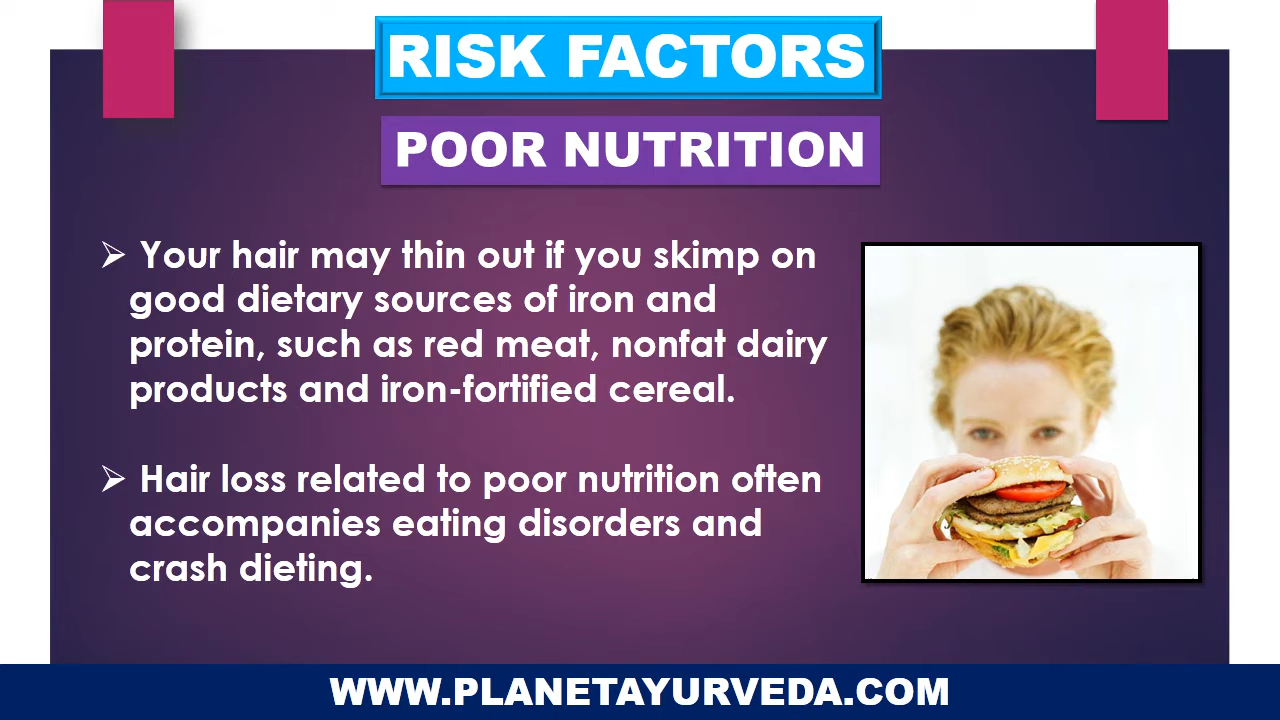 RISK FACTORS
POOR NUTRITION
➢ Your hair may thin out if you skimp on
good dietary sources of iron and
protein, such as red meat, nonfat dairy
products and iron-fortified cereal.
➢ Hair loss related to poor nutrition often
accompanies eating disorders and
crash dieting.
WWW.PLANETAYURVEDA.COM